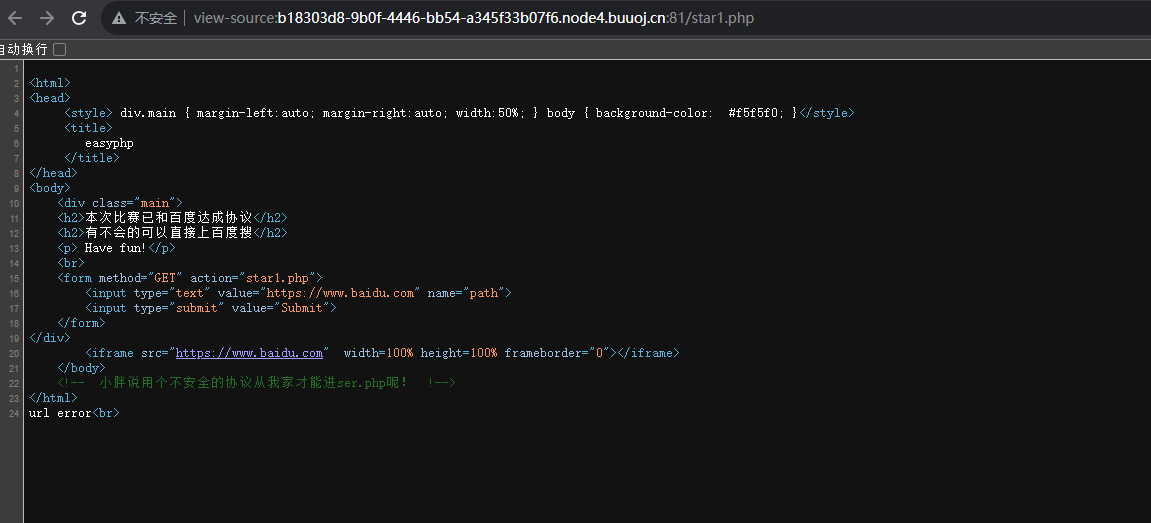 不安全 | view-source:b18303d8-9b0f-4446-bb54-a345f33b07f6.node4.buuoj.cn:81/star1.php
自动换行
1
2 <html>
3 <head>
4 <style> div.main { margin-left:auto; margin-right:auto; width:50%; } body { background-color:  #f5f5f0; }</style>
5 <title>
6 easyphp
7 </title>
8 </head>
9 <body>
10 <div class="main">
11 <h2>本次比赛已和百度达成协议</h2>
12 <h2>有不会的可以直接上百度搜</h2>
13 <p> Have fun!</p>
14 <br>
15 <form method="GET" action="star1.php">
16 <input type="text" value="https://www.baidu.com" name="path">
17 <input type="submit" value="Submit">
18 </form>
19 </div>
20 <iframe src="https://www.baidu.com"  width=100% height=100% frameborder="0"></iframe>
21 </body>
22 <!--  小胖说用个不安全的协议从我家才能进ser.php呢！  !-->
23 </html>
24 url error<br>